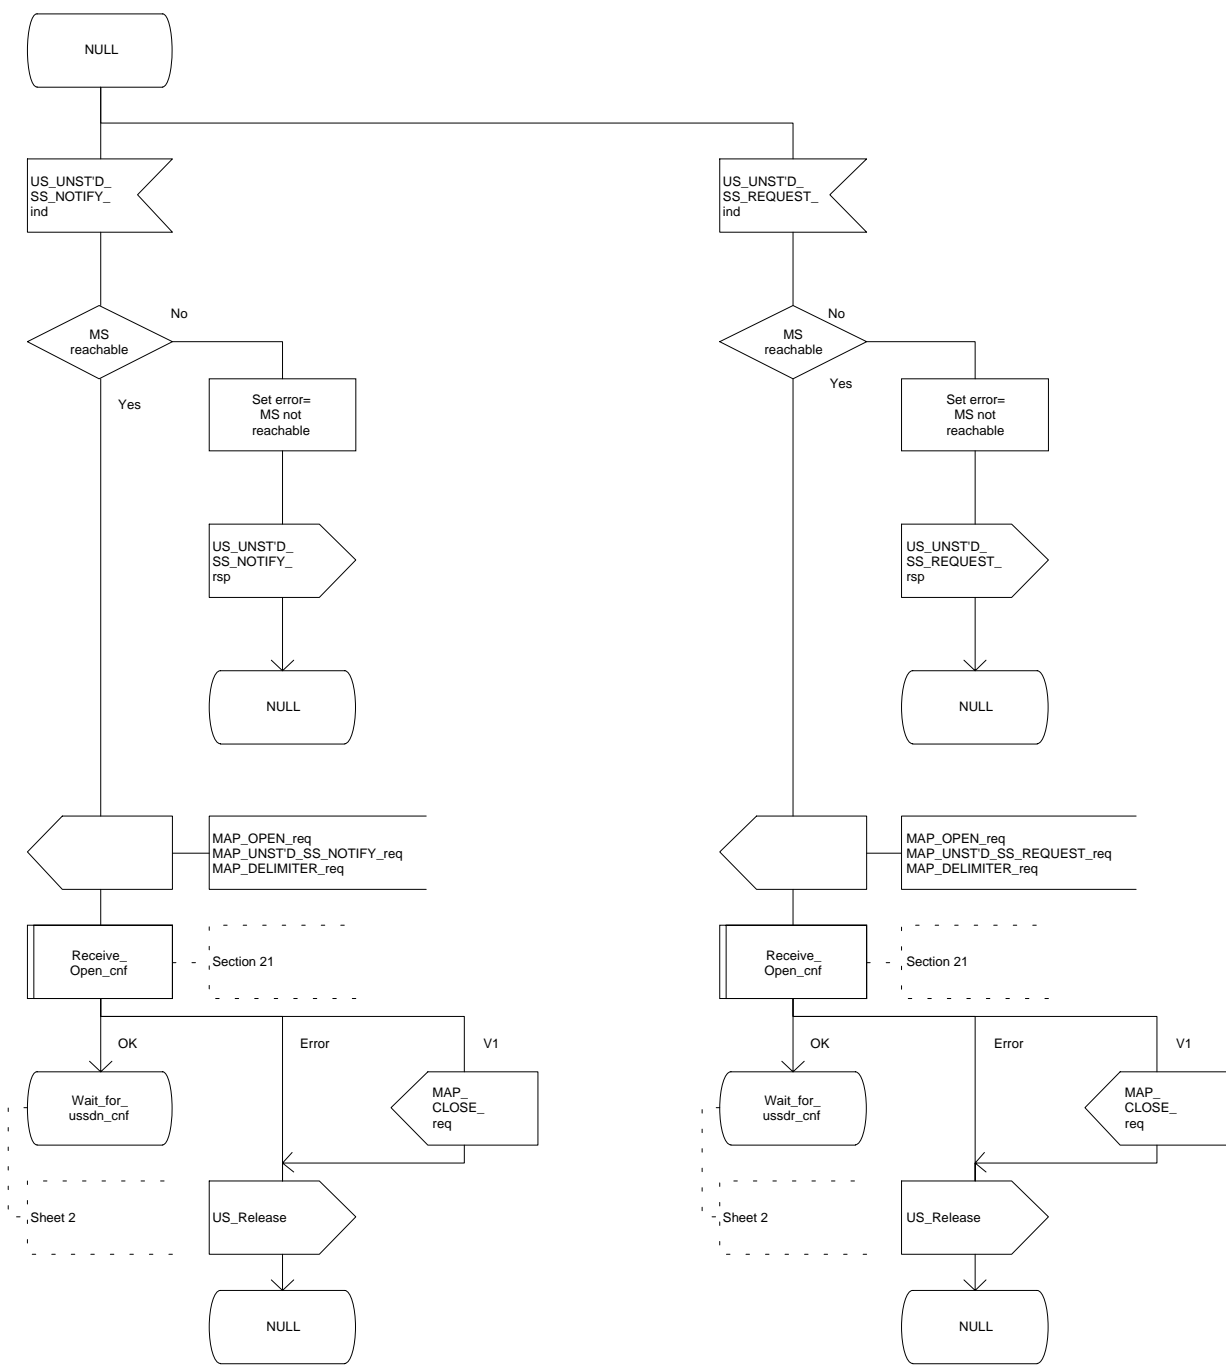 NULL
US_UNST'D_
SS_NOTIFY_
ind
US_UNST'D_
SS_REQUEST_
ind
No
MS
reachable
Yes
No
MS
reachable
Yes
Set error=
MS not
reachable
Set error=
MS not
reachable
US_UNST'D_
SS_NOTIFY_
rsp
US_UNST'D_
SS_REQUEST_
rsp
NULL
NULL
MAP_OPEN_req
MAP_UNST'D_SS_NOTIFY_req
MAP_DELIMITER_req
MAP_OPEN_req
MAP_UNST'D_SS_REQUEST_req
MAP_DELIMITER_req
Receive_
Open_cnf
Section 21
Receive_
Open_cnf
Section 21
OK
Error
V1
OK
Error
V1
Wait_for_
ussdn_cnf
MAP_
CLOSE_
req
Wait_for_
ussdr_cnf
MAP_
CLOSE_
req
Sheet 2
US_Release
Sheet 2
US_Release
NULL
NULL